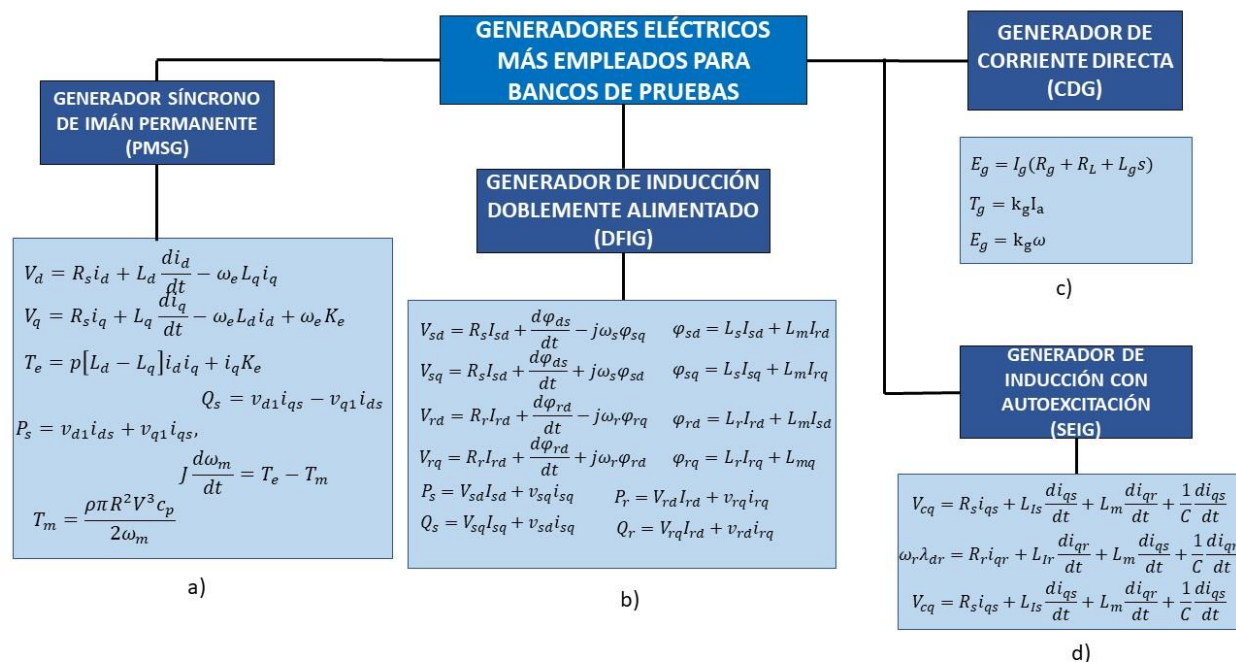 GENERADORES ELÉCTRICOS
MÁS EMPLEADOS PARA
BANCOS DE PRUEBAS
GENERADOR SÍNCRONO
DE IMÁN PERMANENTE
(PMSG)
V_d = R_s i_d + L_d di_d/dt − ω_e L_q i_q
V_q = R_s i_q + L_q di_q/dt − ω_e L_d i_d + ω_e K_e
T_e = p[L_d − L_q]i_d i_q + i_q K_e
Q_s = v_d1 i_qs − v_q1 i_ds
P_s = v_d1 i_ds + v_q1 i_qs,
J dω_m/dt = T_e − T_m
T_m = ρπR²V³c_p/2ω_m
a)
GENERADOR DE INDUCCIÓN
DOBLEMENTE ALIMENTADO
(DFIG)
V_sd = R_s I_sd + dφ_ds/dt − jω_s φ_sq φ_sd = L_s I_sd + L_m I_rd
V_sq = R_s I_sd + dφ_ds/dt + jω_s φ_sd φ_sq = L_s I_sq + L_m I_rq
V_rd = R_r I_rd + dφ_rd/dt − jω_r φ_rq φ_rd = L_r I_rd + L_m I_sd
V_rq = R_r I_rd + dφ_rd/dt + jω_r φ_rd φ_rq = L_r I_rq + L_mq
P_s = V_sd I_sd + v_sq i_sq P_r = V_rd I_rd + v_rq i_rq
Q_s = V_sq I_sq + v_sd i_sq Q_r = V_rq I_rd + v_rd i_rq
b)
GENERADOR DE
CORRIENTE DIRECTA
(CDG)
E_g = I_g(R_g + R_L + L_g s)
T_g = k_g I_a
E_g = k_g ω
c)
GENERADOR DE
INDUCCIÓN CON
AUTOEXCITACIÓN
(SEIG)
V_cq = R_s i_qs + L_Is di_qs/dt + L_m di_qr/dt + 1/C di_qs/dt
ω_r λ_dr = R_r i_qr + L_Ir di_qr/dt + L_m di_qs/dt + 1/C di_qr/dt
V_cq = R_s i_qs + L_Is di_qs/dt + L_m di_qr/dt + 1/C di_qs/dt
d)